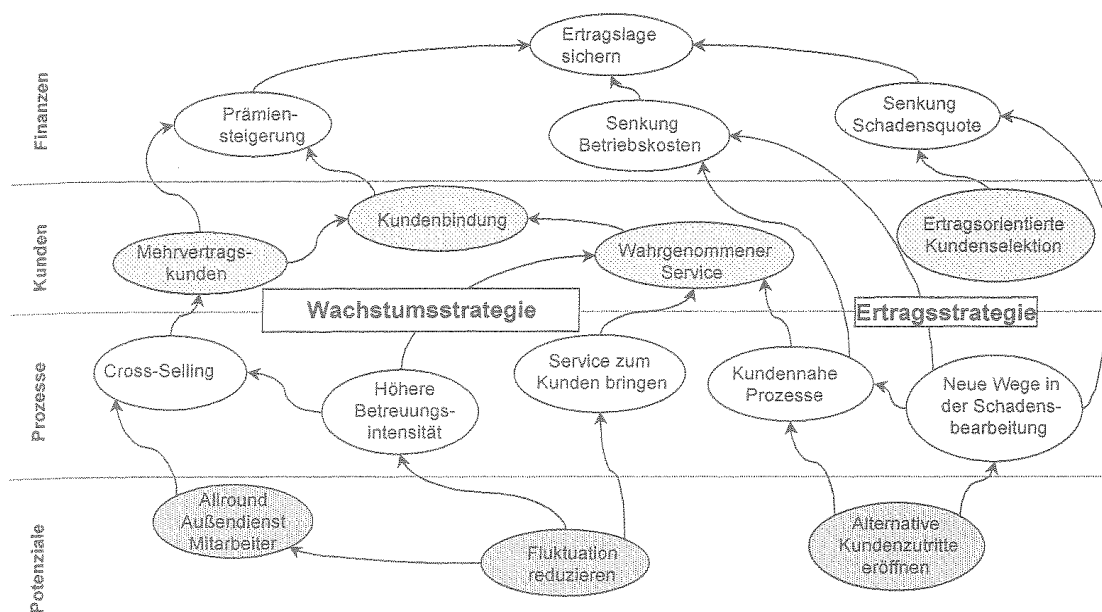 Finanzen
Ertragslage
sichern
Prämien-
steigerung
Senkung
Betriebskosten
Senkung
Schadensquote
Kunden
Kundenbindung
Mehrvertrags-
kunden
Wahrgenommener
Service
Ertragsorientierte
Kundenselektion
Wachstumsstrategie
Ertragsstrategie
Prozesse
Cross-Selling
Höhere
Betreuungs-
intensität
Service zum
Kunden bringen
Kundennahe
Prozesse
Neue Wege in
der Schadens-
bearbeitung
Potenziale
Allround
Außendienst
Mitarbeiter
Fluktuation
reduzieren
Alternative
Kundenzutritte
eröffnen